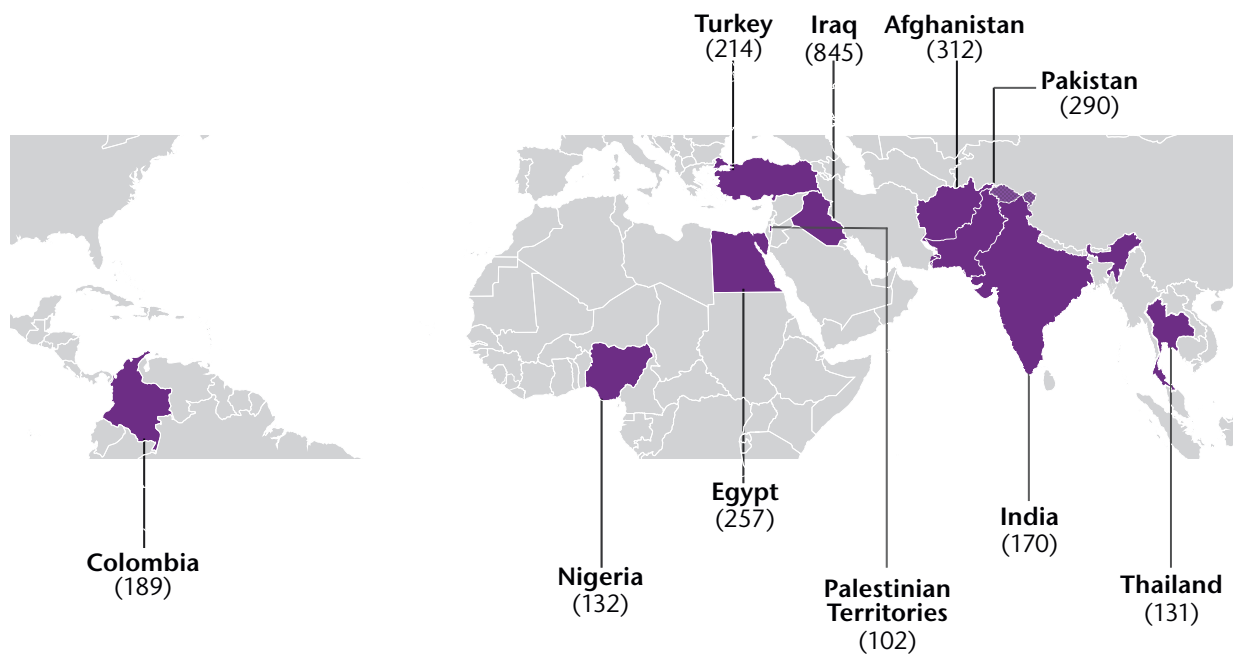 Turkey
(214)
Iraq
(845)
Afghanistan
(312)
Pakistan
(290)
Egypt
(257)
India
(170)
Colombia
(189)
Nigeria
(132)
Palestinian
Territories
(102)
Thailand
(131)